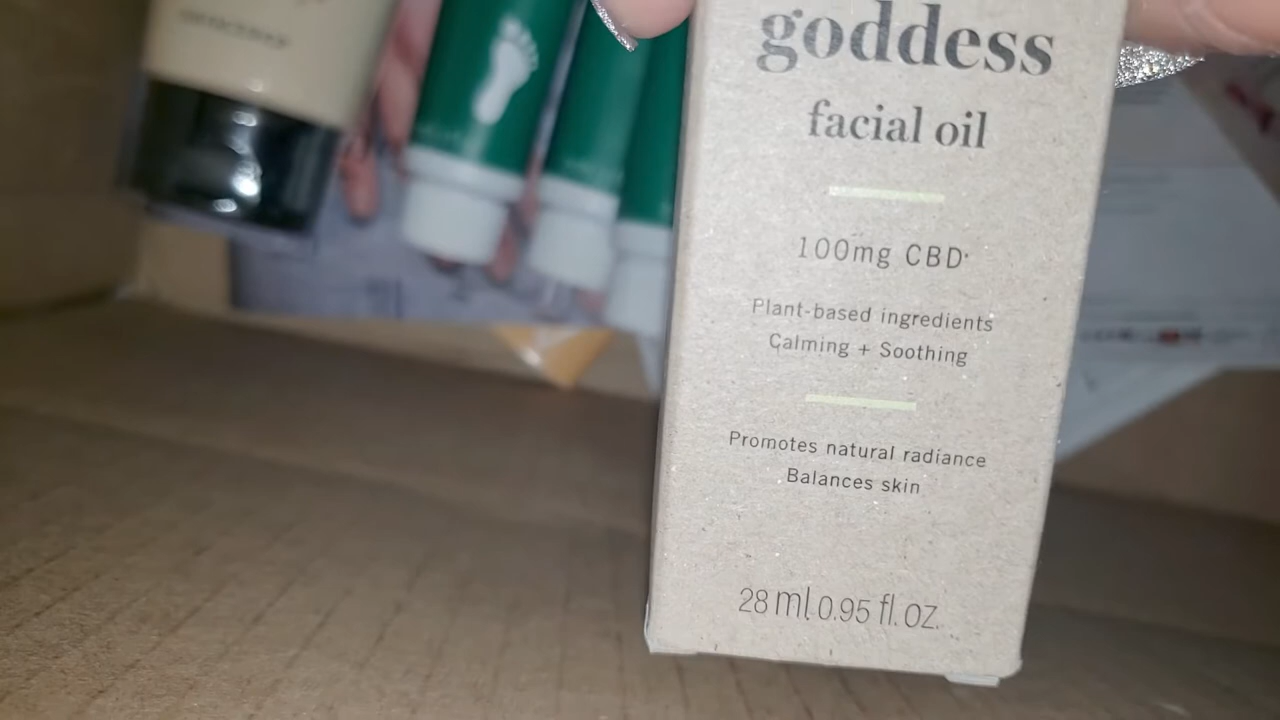 goddess
facial oil
100mg CBD*
Plant-based ingredients
Calming + Soothing
Promotes natural radiance
Balances skin
28 ml 0.95 fl. oz.